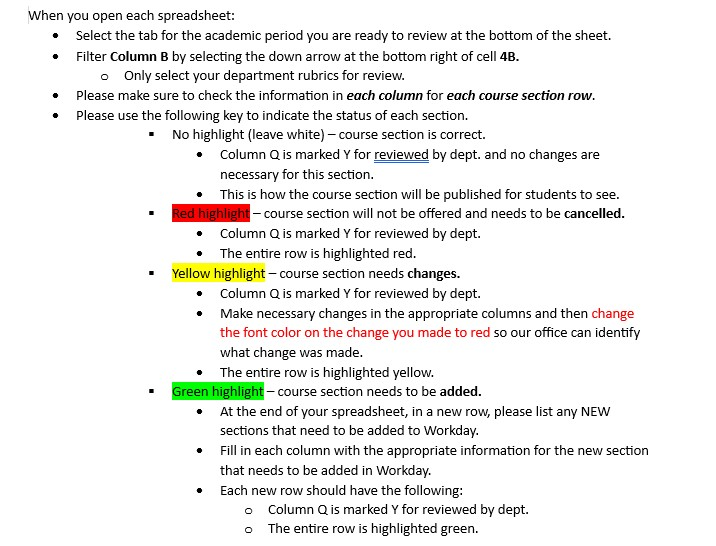 When you open each spreadsheet:
• Select the tab for the academic period you are ready to review at the bottom of the sheet.
• Filter Column B by selecting the down arrow at the bottom right of cell 4B.
o Only select your department rubrics for review.
• Please make sure to check the information in each column for each course section row.
• Please use the following key to indicate the status of each section.
▪ No highlight (leave white) – course section is correct.
• Column Q is marked Y for reviewed by dept. and no changes are
necessary for this section.
• This is how the course section will be published for students to see.
▪ Red highlight – course section will not be offered and needs to be cancelled.
• Column Q is marked Y for reviewed by dept.
• The entire row is highlighted red.
▪ Yellow highlight – course section needs changes.
• Column Q is marked Y for reviewed by dept.
• Make necessary changes in the appropriate columns and then change
the font color on the change you made to red so our office can identify
what change was made.
• The entire row is highlighted yellow.
▪ Green highlight – course section needs to be added.
• At the end of your spreadsheet, in a new row, please list any NEW
sections that need to be added to Workday.
• Fill in each column with the appropriate information for the new section
that needs to be added in Workday.
• Each new row should have the following:
o Column Q is marked Y for reviewed by dept.
o The entire row is highlighted green.